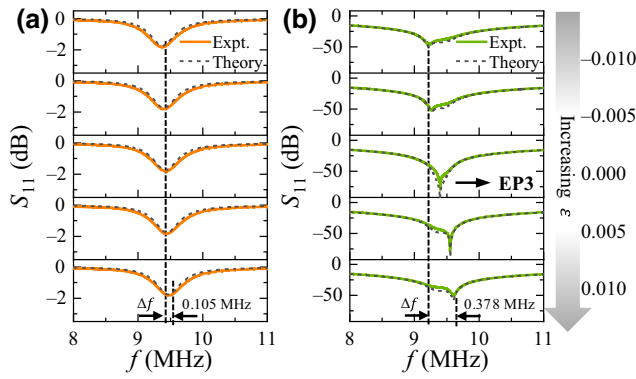 (a)
(b)
0
-2
Expt.
Theory
0
-2
0
-2
0
-2
0
-2
Δf
0.105 MHz
8 9 10 11
f (MHz)
S11 (dB)
0
-50
Expt.
Theory
0
-50
0
-50
EP3
0
-50
0
-50
Δf
0.378 MHz
8 9 10 11
f (MHz)
S11 (dB)
-0.010
-0.005
0.000
0.005
0.010
Increasing ε